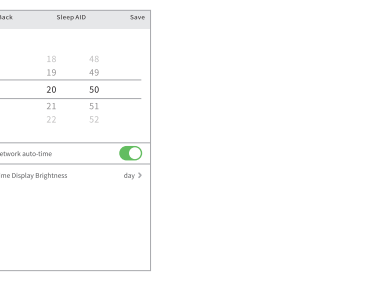 Back Sleep AID Save
18 48
19 49
20 50
21 51
22 52
etwork auto-time
me Display Brightness day >